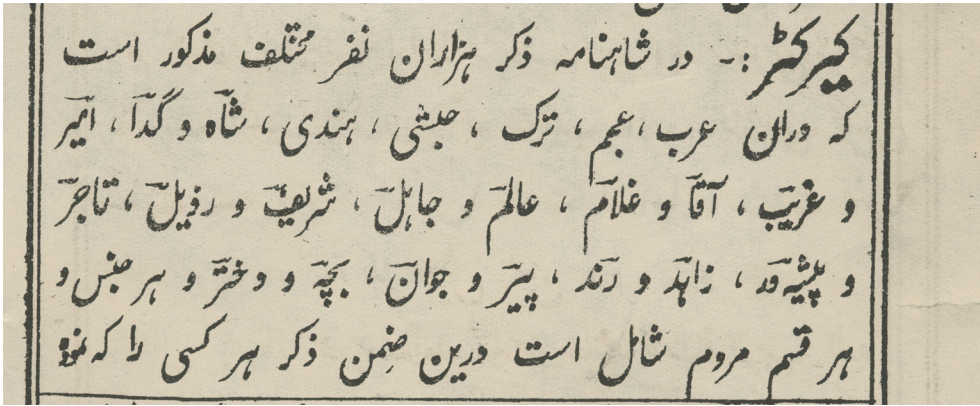 کیرکٹر :- در شاهنامه ذکر هزاران نفر مختلف مذکور است
که دران عرب، عجم، ترک، حبشی، هندی، شاه و گدا، امیر
و غریب، آقا و غلام، عالم و جاهل، شریف و رذیل، تاجر
و پیشه‌ور، زاهد و رند، پیر و جوان، بچه و دختر و هر جنس و
هر قسم مردم شامل است درین ضمن ذکر هر کسی را که